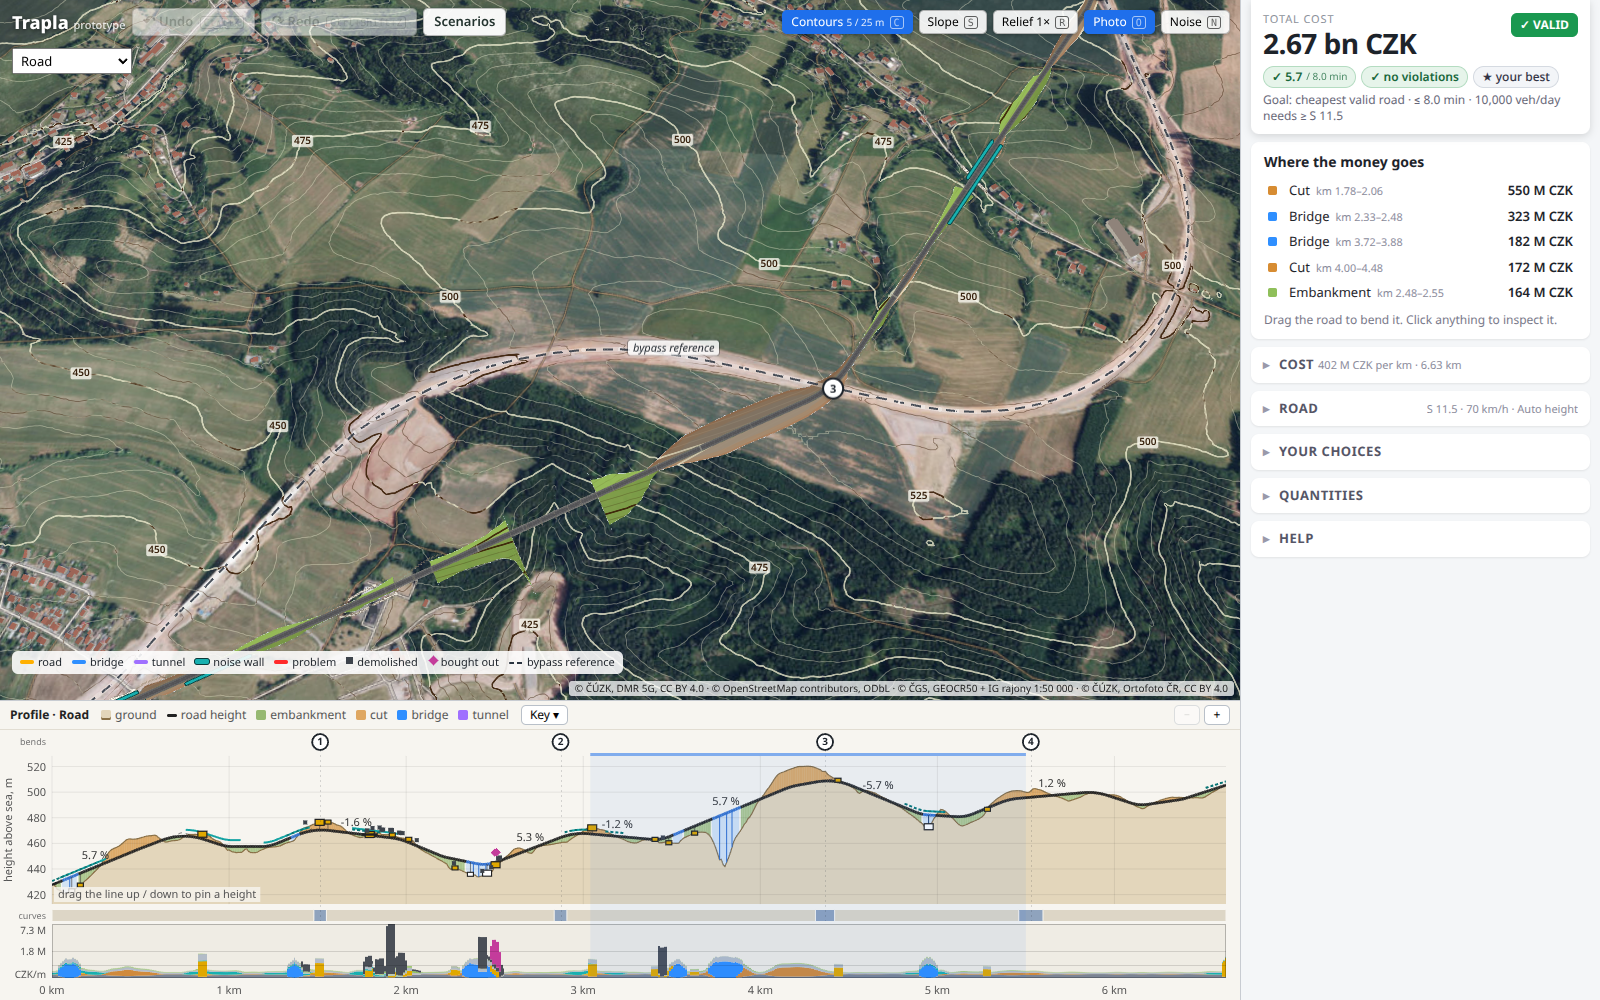 Trapla prototype
Undo
Redo
Scenarios
Contours 5 / 25 m C
Slope S
Relief 1× R
Photo O
Noise N
Road
425
475
475
500
475
500
500
500
500
450
450
450
500
525
475
425
bypass reference
3
road
bridge
tunnel
noise wall
problem
demolished
bought out
bypass reference
© ČÚZK, DMR 5G, CC BY 4.0 · © OpenStreetMap contributors, ODbL · © ČGS, GEOCR50 + IG rajony 1:50 000 · © ČÚZK, Ortofoto ČR, CC BY 4.0
TOTAL COST
2.67 bn CZK
✓ VALID
✓ 5.7 / 8.0 min
✓ no violations
★ your best
Goal: cheapest valid road · ≤ 8.0 min · 10,000 veh/day
needs ≥ S 11.5
Where the money goes
Cut km 1.78–2.06 550 M CZK
Bridge km 2.33–2.48 323 M CZK
Bridge km 3.72–3.88 182 M CZK
Cut km 4.00–4.48 172 M CZK
Embankment km 2.48–2.55 164 M CZK
Drag the road to bend it. Click anything to inspect it.
▸ COST 402 M CZK per km · 6.63 km
▸ ROAD S 11.5 · 70 km/h · Auto height
▸ YOUR CHOICES
▸ QUANTITIES
▸ HELP
Profile · Road
ground
road height
embankment
cut
bridge
tunnel
Key ▾
−
+
bends
1
2
3
4
height above sea, m
520
500
480
460
440
420
5.7 %
-1.6 %
5.3 %
-1.2 %
5.7 %
-5.7 %
1.2 %
drag the line up / down to pin a height
curves
7.3 M
1.8 M
CZK/m
0 km
1 km
2 km
3 km
4 km
5 km
6 km